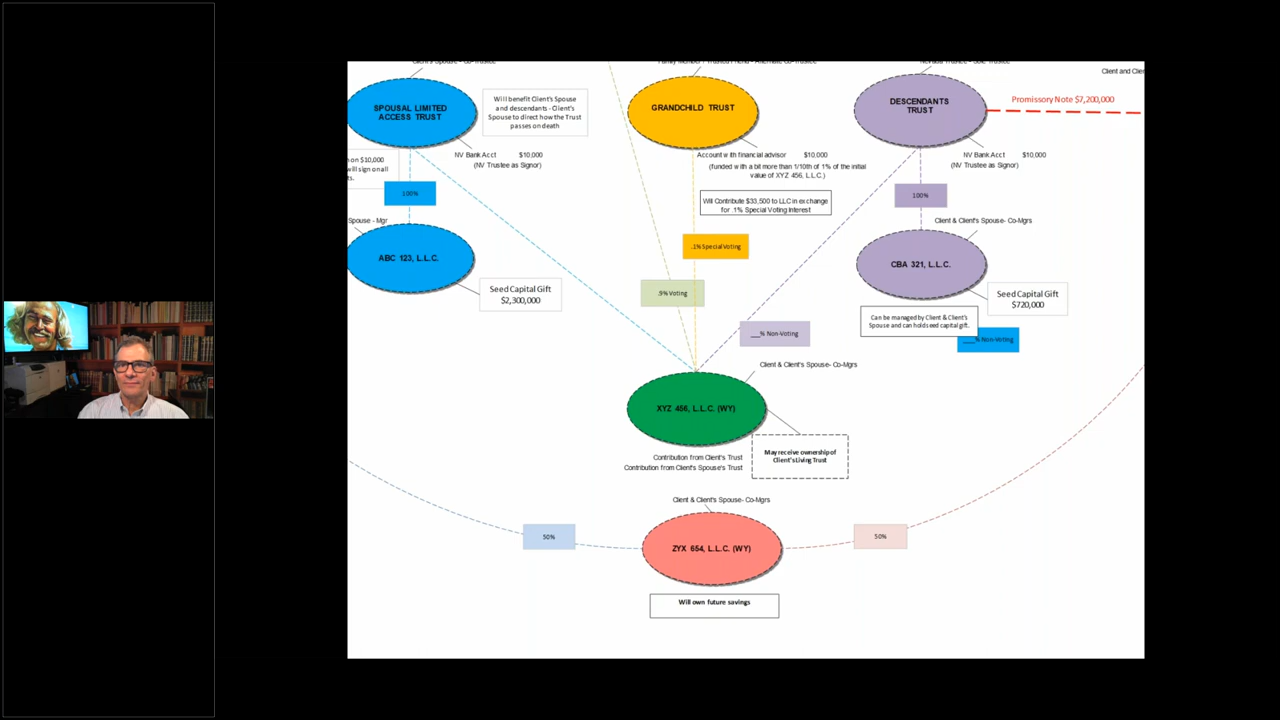 Client's Spouse - Co-Trustee
Family Member / Trusted Friend - Alternate Co-Trustee
Nevada Trustee - Sole Trustee
Client and Clie
SPOUSAL LIMITED
ACCESS TRUST
Will benefit Client's Spouse
and descendants - Client's
Spouse to direct how the Trust
passes on death
GRANDCHILD TRUST
DESCENDANTS
TRUST
Promissory Note $7,200,000
n on $10,000
will sign on all
ts.
NV Bank Acct $10,000
(NV Trustee as Signor)
Account with financial advisor $10,000
(funded with a bit more than 1/10th of 1% of the initial
value of XYZ 456, L.L.C.)
NV Bank Acct $10,000
(NV Trustee as Signor)
100%
Will Contribute $33,500 to LLC in exchange
for .1% Special Voting Interest
100%
Spouse - Mgr
Client & Client's Spouse- Co-Mgrs
ABC 123, L.L.C.
.1% Special Voting
CBA 321, L.L.C.
Seed Capital Gift
$2,300,000
.9% Voting
Seed Capital Gift
$720,000
Can be managed by Client & Client's
Spouse and can hold seed capital gift.
___% Non-Voting
___% Non-Voting
Client & Client's Spouse- Co-Mgrs
XYZ 456, L.L.C. (WY)
May receive ownership of
Client's Living Trust
Contribution from Client's Trust
Contribution from Client's Spouse's Trust
Client & Client's Spouse- Co-Mgrs
50%
ZYX 654, L.L.C. (WY)
50%
Will own future savings